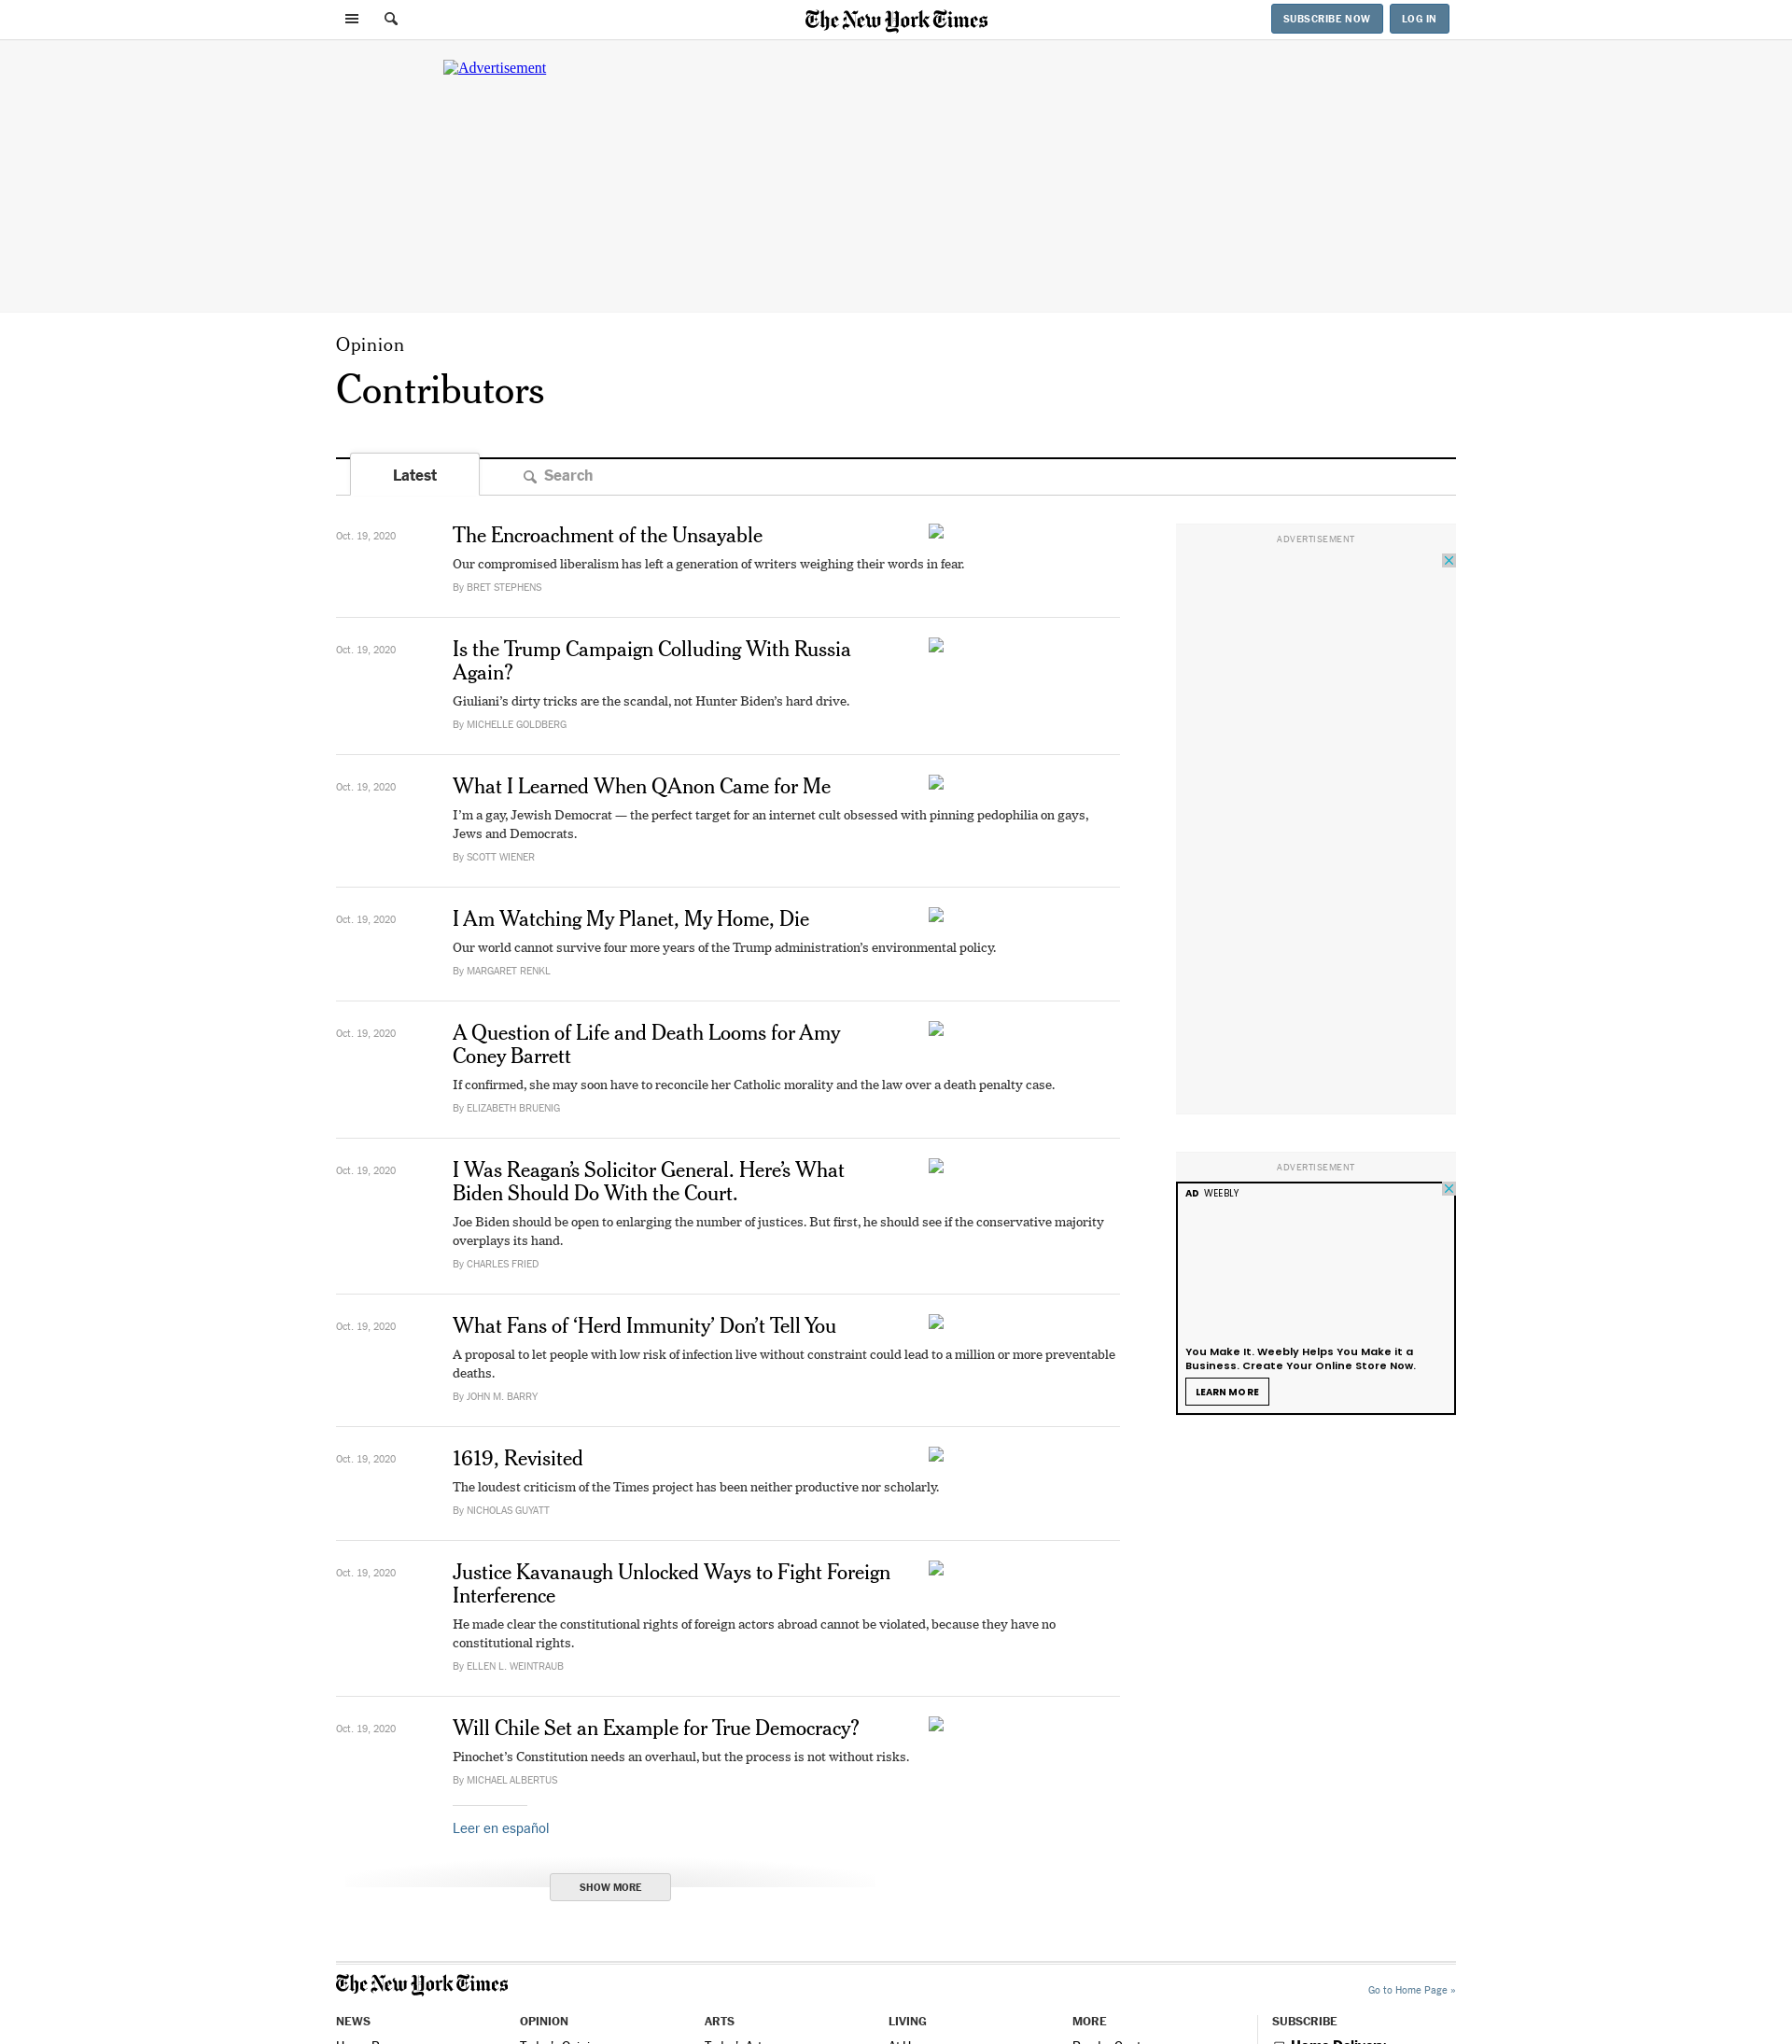 The New York Times
SUBSCRIBE NOW
LOG IN
Advertisement
Opinion
Contributors
Latest
Search
Oct. 19, 2020
The Encroachment of the Unsayable
Our compromised liberalism has left a generation of writers weighing their words in fear.
By BRET STEPHENS
Oct. 19, 2020
Is the Trump Campaign Colluding With Russia
Again?
Giuliani’s dirty tricks are the scandal, not Hunter Biden’s hard drive.
By MICHELLE GOLDBERG
Oct. 19, 2020
What I Learned When QAnon Came for Me
I’m a gay, Jewish Democrat — the perfect target for an internet cult obsessed with pinning pedophilia on gays,
Jews and Democrats.
By SCOTT WIENER
Oct. 19, 2020
I Am Watching My Planet, My Home, Die
Our world cannot survive four more years of the Trump administration’s environmental policy.
By MARGARET RENKL
Oct. 19, 2020
A Question of Life and Death Looms for Amy
Coney Barrett
If confirmed, she may soon have to reconcile her Catholic morality and the law over a death penalty case.
By ELIZABETH BRUENIG
Oct. 19, 2020
I Was Reagan’s Solicitor General. Here’s What
Biden Should Do With the Court.
Joe Biden should be open to enlarging the number of justices. But first, he should see if the conservative majority
overplays its hand.
By CHARLES FRIED
Oct. 19, 2020
What Fans of ‘Herd Immunity’ Don’t Tell You
A proposal to let people with low risk of infection live without constraint could lead to a million or more preventable
deaths.
By JOHN M. BARRY
Oct. 19, 2020
1619, Revisited
The loudest criticism of the Times project has been neither productive nor scholarly.
By NICHOLAS GUYATT
Oct. 19, 2020
Justice Kavanaugh Unlocked Ways to Fight Foreign
Interference
He made clear the constitutional rights of foreign actors abroad cannot be violated, because they have no
constitutional rights.
By ELLEN L. WEINTRAUB
Oct. 19, 2020
Will Chile Set an Example for True Democracy?
Pinochet’s Constitution needs an overhaul, but the process is not without risks.
By MICHAEL ALBERTUS
Leer en español
SHOW MORE
ADVERTISEMENT
ADVERTISEMENT
AD WEEBLY
You Make It. Weebly Helps You Make it a
Business. Create Your Online Store Now.
LEARN MORE
The New York Times
Go to Home Page »
NEWS
OPINION
ARTS
LIVING
MORE
SUBSCRIBE